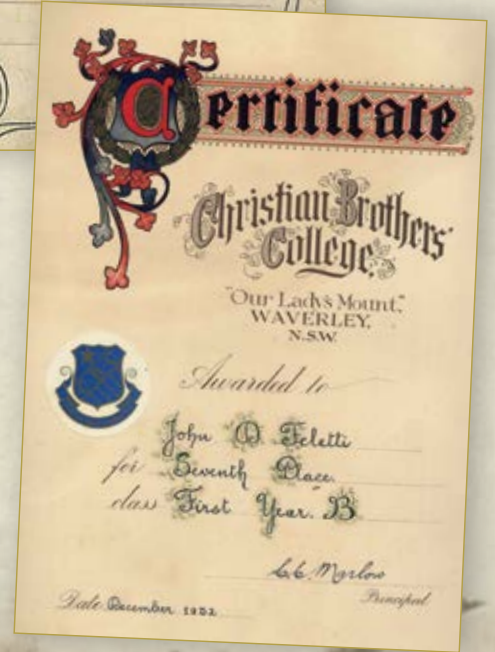 Certificate
Christian Brothers'
College,
"Our Lady's Mount,"
WAVERLEY,
N.S.W.
Awarded to
John O Feletti
for Seventh Place.
class First Year. B
Marlow
Principal
Date December